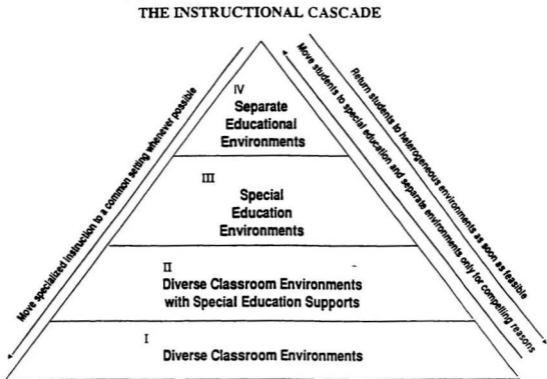 THE INSTRUCTIONAL CASCADE
IV
Separate
Educational
Environments
III
Special
Education
Environments
II
Diverse Classroom Environments
with Special Education Supports
I
Diverse Classroom Environments
Move specialized instruction to a common setting whenever possible
Move students to special education and separate environments only for compelling reasons
Return students to heterogeneous environments as soon as feasible